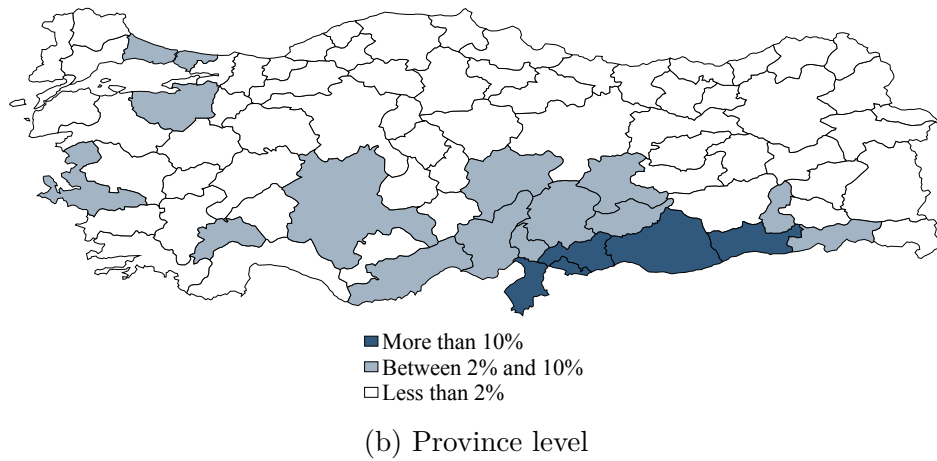 More than 10%
Between 2% and 10%
Less than 2%
(b) Province level